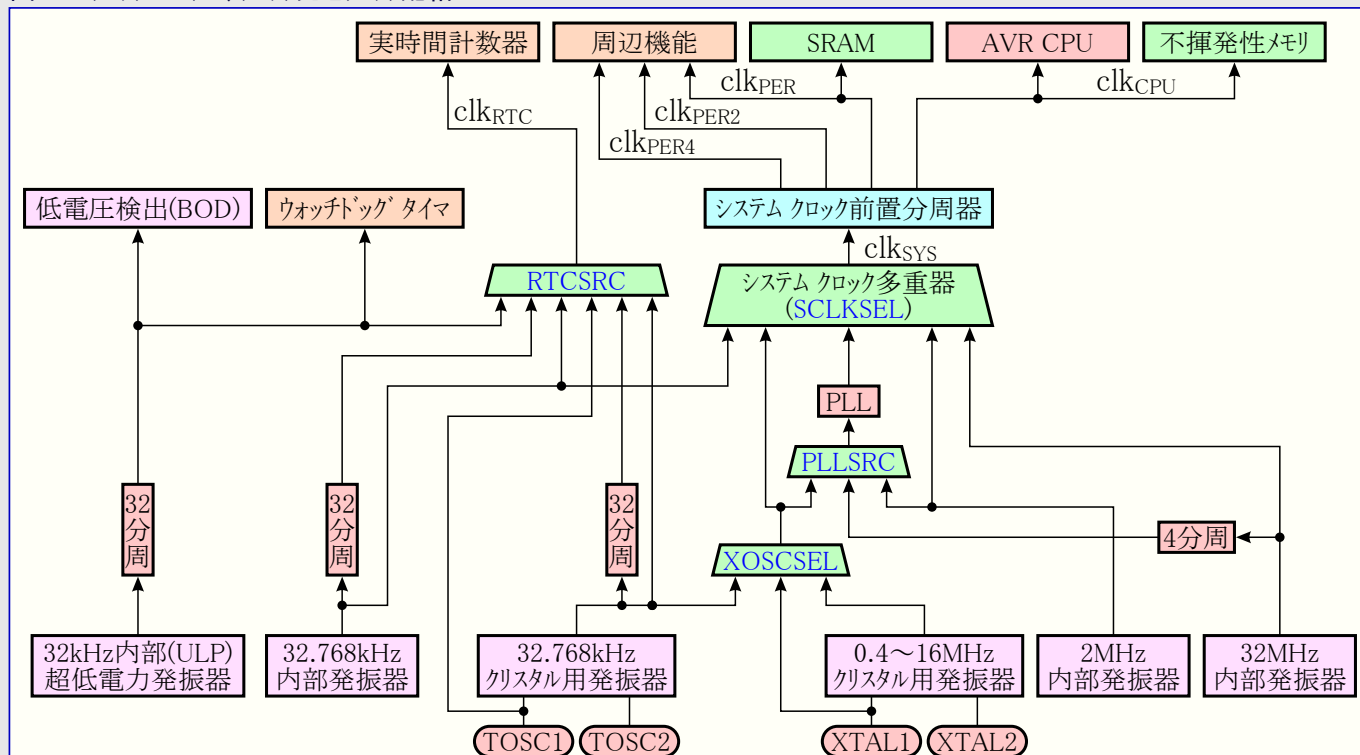 実時間計数器
周辺機能
SRAM
AVR CPU
不揮発性メモリ
clkRTC
clkPER
clkPER2
clkPER4
clkCPU
低電圧検出(BOD)
ウォッチドッグ タイマ
システム クロック前置分周器
clkSYS
RTCSRC
システム クロック多重器
(SCLKSEL)
PLL
PLLSRC
32
分
周
32
分
周
32
分
周
4分周
XOSCSEL
32kHz内部(ULP)
超低電力発振器
32.768kHz
内部発振器
32.768kHz
クリスタル用発振器
0.4～16MHz
クリスタル用発振器
2MHz
内部発振器
32MHz
内部発振器
TOSC1
TOSC2
XTAL1
XTAL2